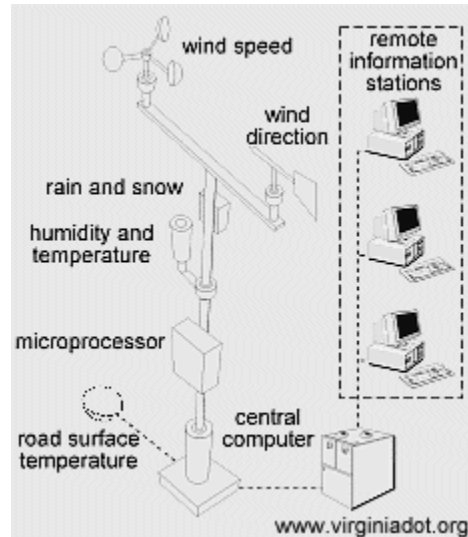 wind speed
remote
information
stations
wind
direction
rain and snow
humidity and
temperature
microprocessor
central
computer
road surface
temperature
www.virginiadot.org